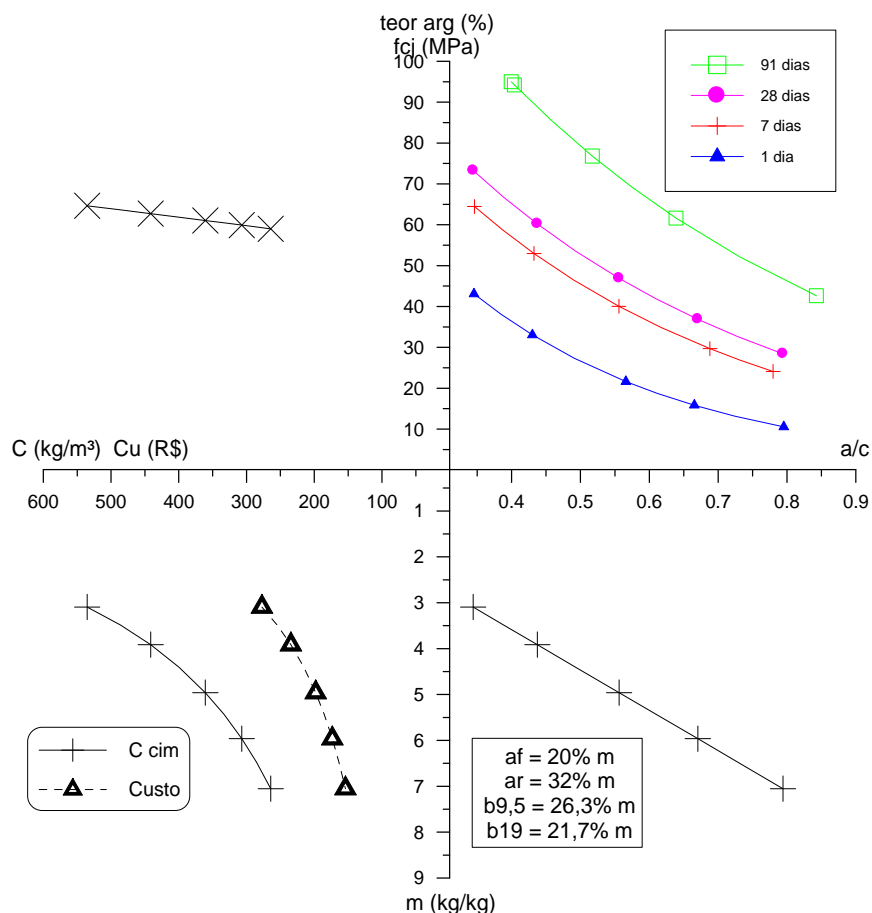 teor arg (%)
fcj (MPa)
100
90
80
70
60
50
40
30
20
10
91 dias
28 dias
7 dias
1 dia
C (kg/m³) Cu (R$)
a/c
600 500 400 300 200 100
0.4 0.5 0.6 0.7 0.8 0.9
1
2
3
4
5
6
7
8
9
m (kg/kg)
C cim
Custo
af = 20% m
ar = 32% m
b9,5 = 26,3% m
b19 = 21,7% m